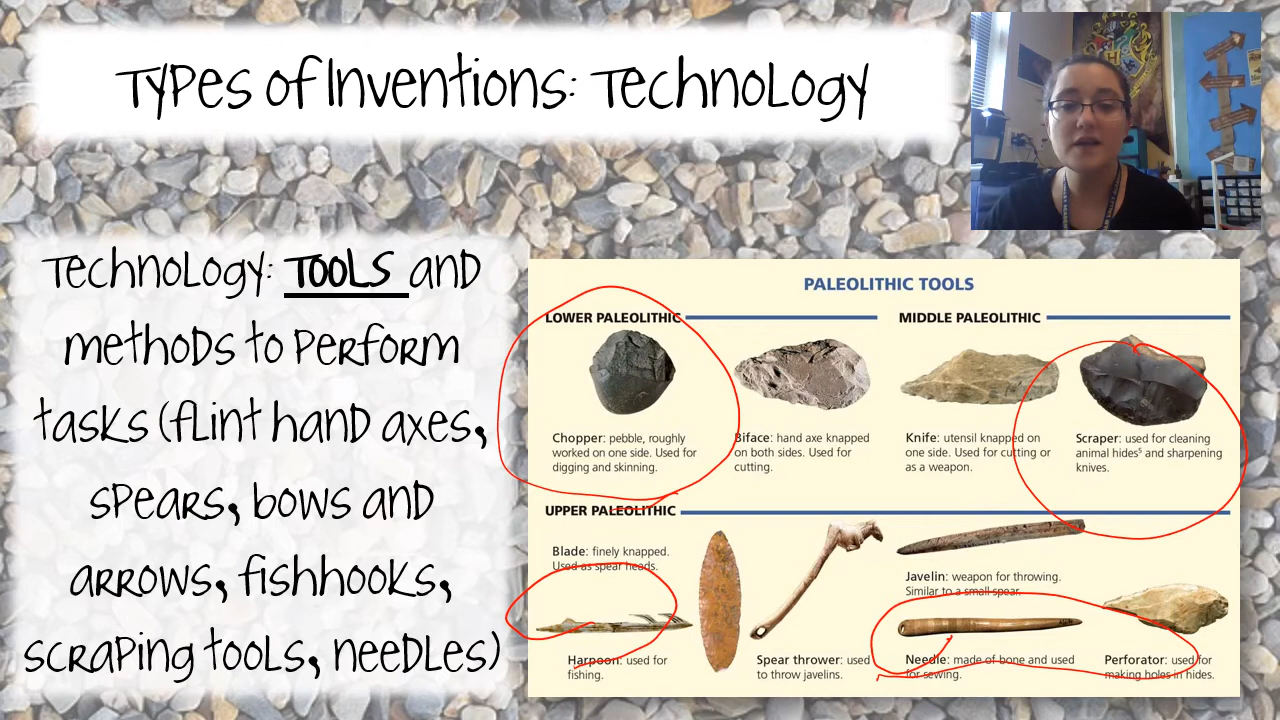 Types of Inventions: Technology
Technology: TOOLS and
methods to perform
tasks (flint hand axes,
spears, bows and
arrows, fishhooks,
scraping tools, needles)
PALEOLITHIC TOOLS
LOWER PALEOLITHIC
MIDDLE PALEOLITHIC
Chopper: pebble, roughly
worked on one side. Used for
digging and skinning.
Biface: hand axe knapped
on both sides. Used for
cutting.
Knife: utensil knapped on
one side. Used for cutting or
as a weapon.
Scraper: used for cleaning
animal hides⁵ and sharpening
knives.
UPPER PALEOLITHIC
Blade: finely knapped.
Used as spear heads.
Javelin: weapon for throwing.
Similar to a small spear.
Harpoon: used for
fishing.
Spear thrower: used
to throw javelins.
Needle: made of bone and used
for sewing.
Perforator: used for
making holes in hides.